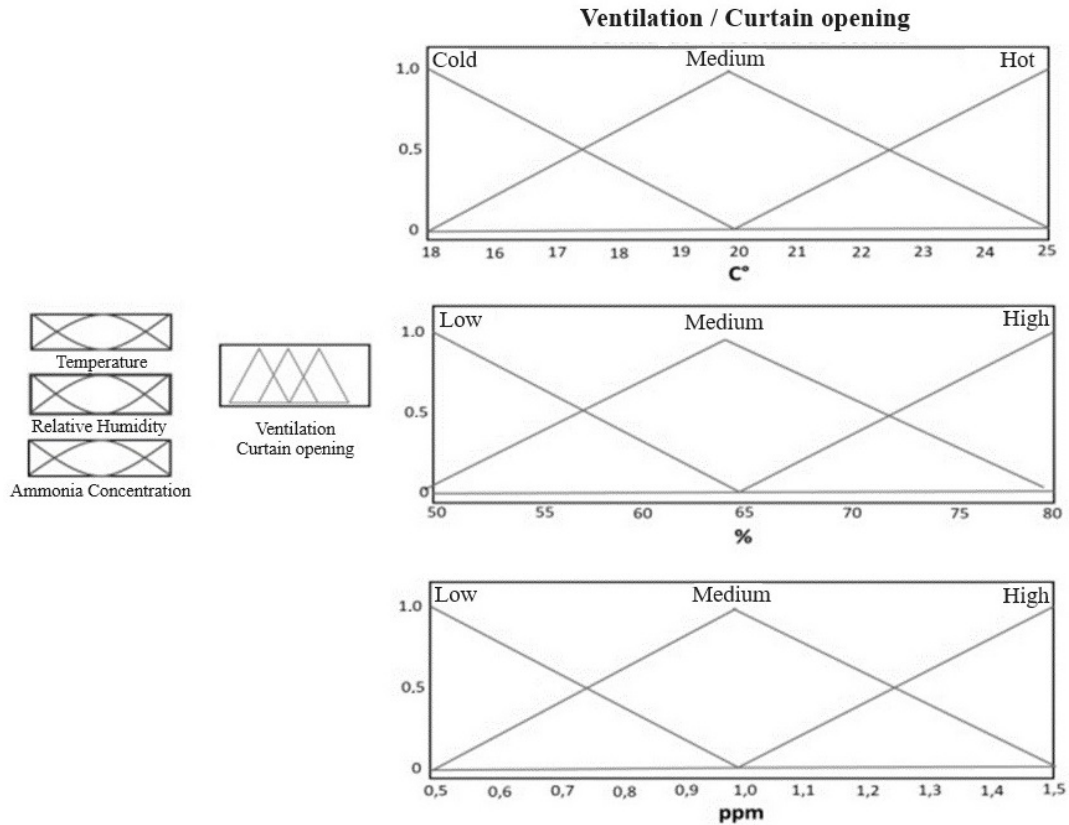 Ventilation / Curtain opening
Cold Medium Hot
1.0
0.5
0
18 16 17 18 19 20 21 22 23 24 25
C°
Low Medium High
1.0
0.5
0
50 55 60 65 70 75 80
%
Low Medium High
1.0
0.5
0
0,5 0,6 0,7 0,8 0,9 1,0 1,1 1,2 1,3 1,4 1,5
ppm
Temperature
Relative Humidity
Ammonia Concentration
Ventilation
Curtain opening